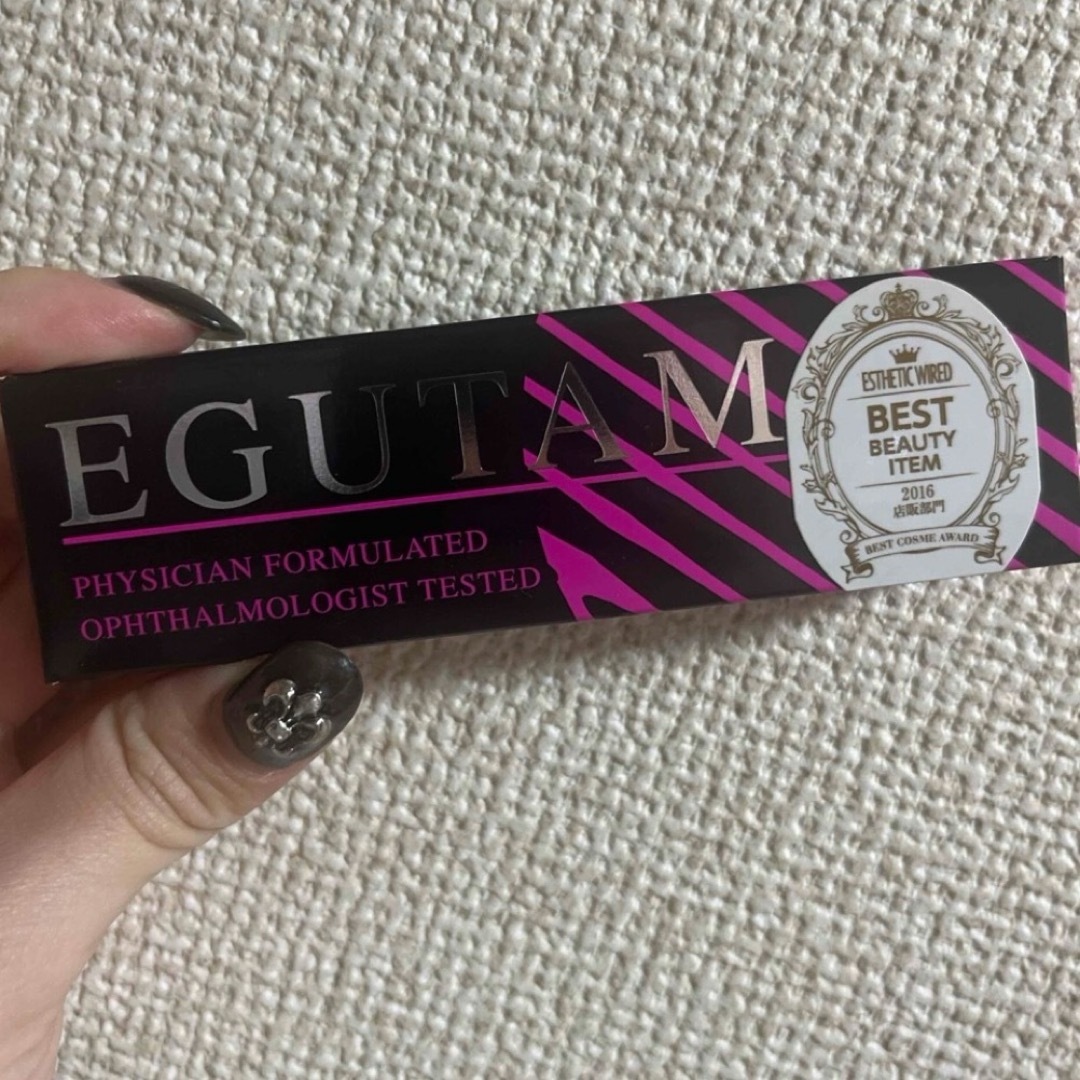 EGUTAM
PHYSICIAN FORMULATED
OPHTHALMOLOGIST TESTED
ESTHETIC WIRED
BEST
BEAUTY
ITEM
2016
店販部門
BEST COSME AWARD